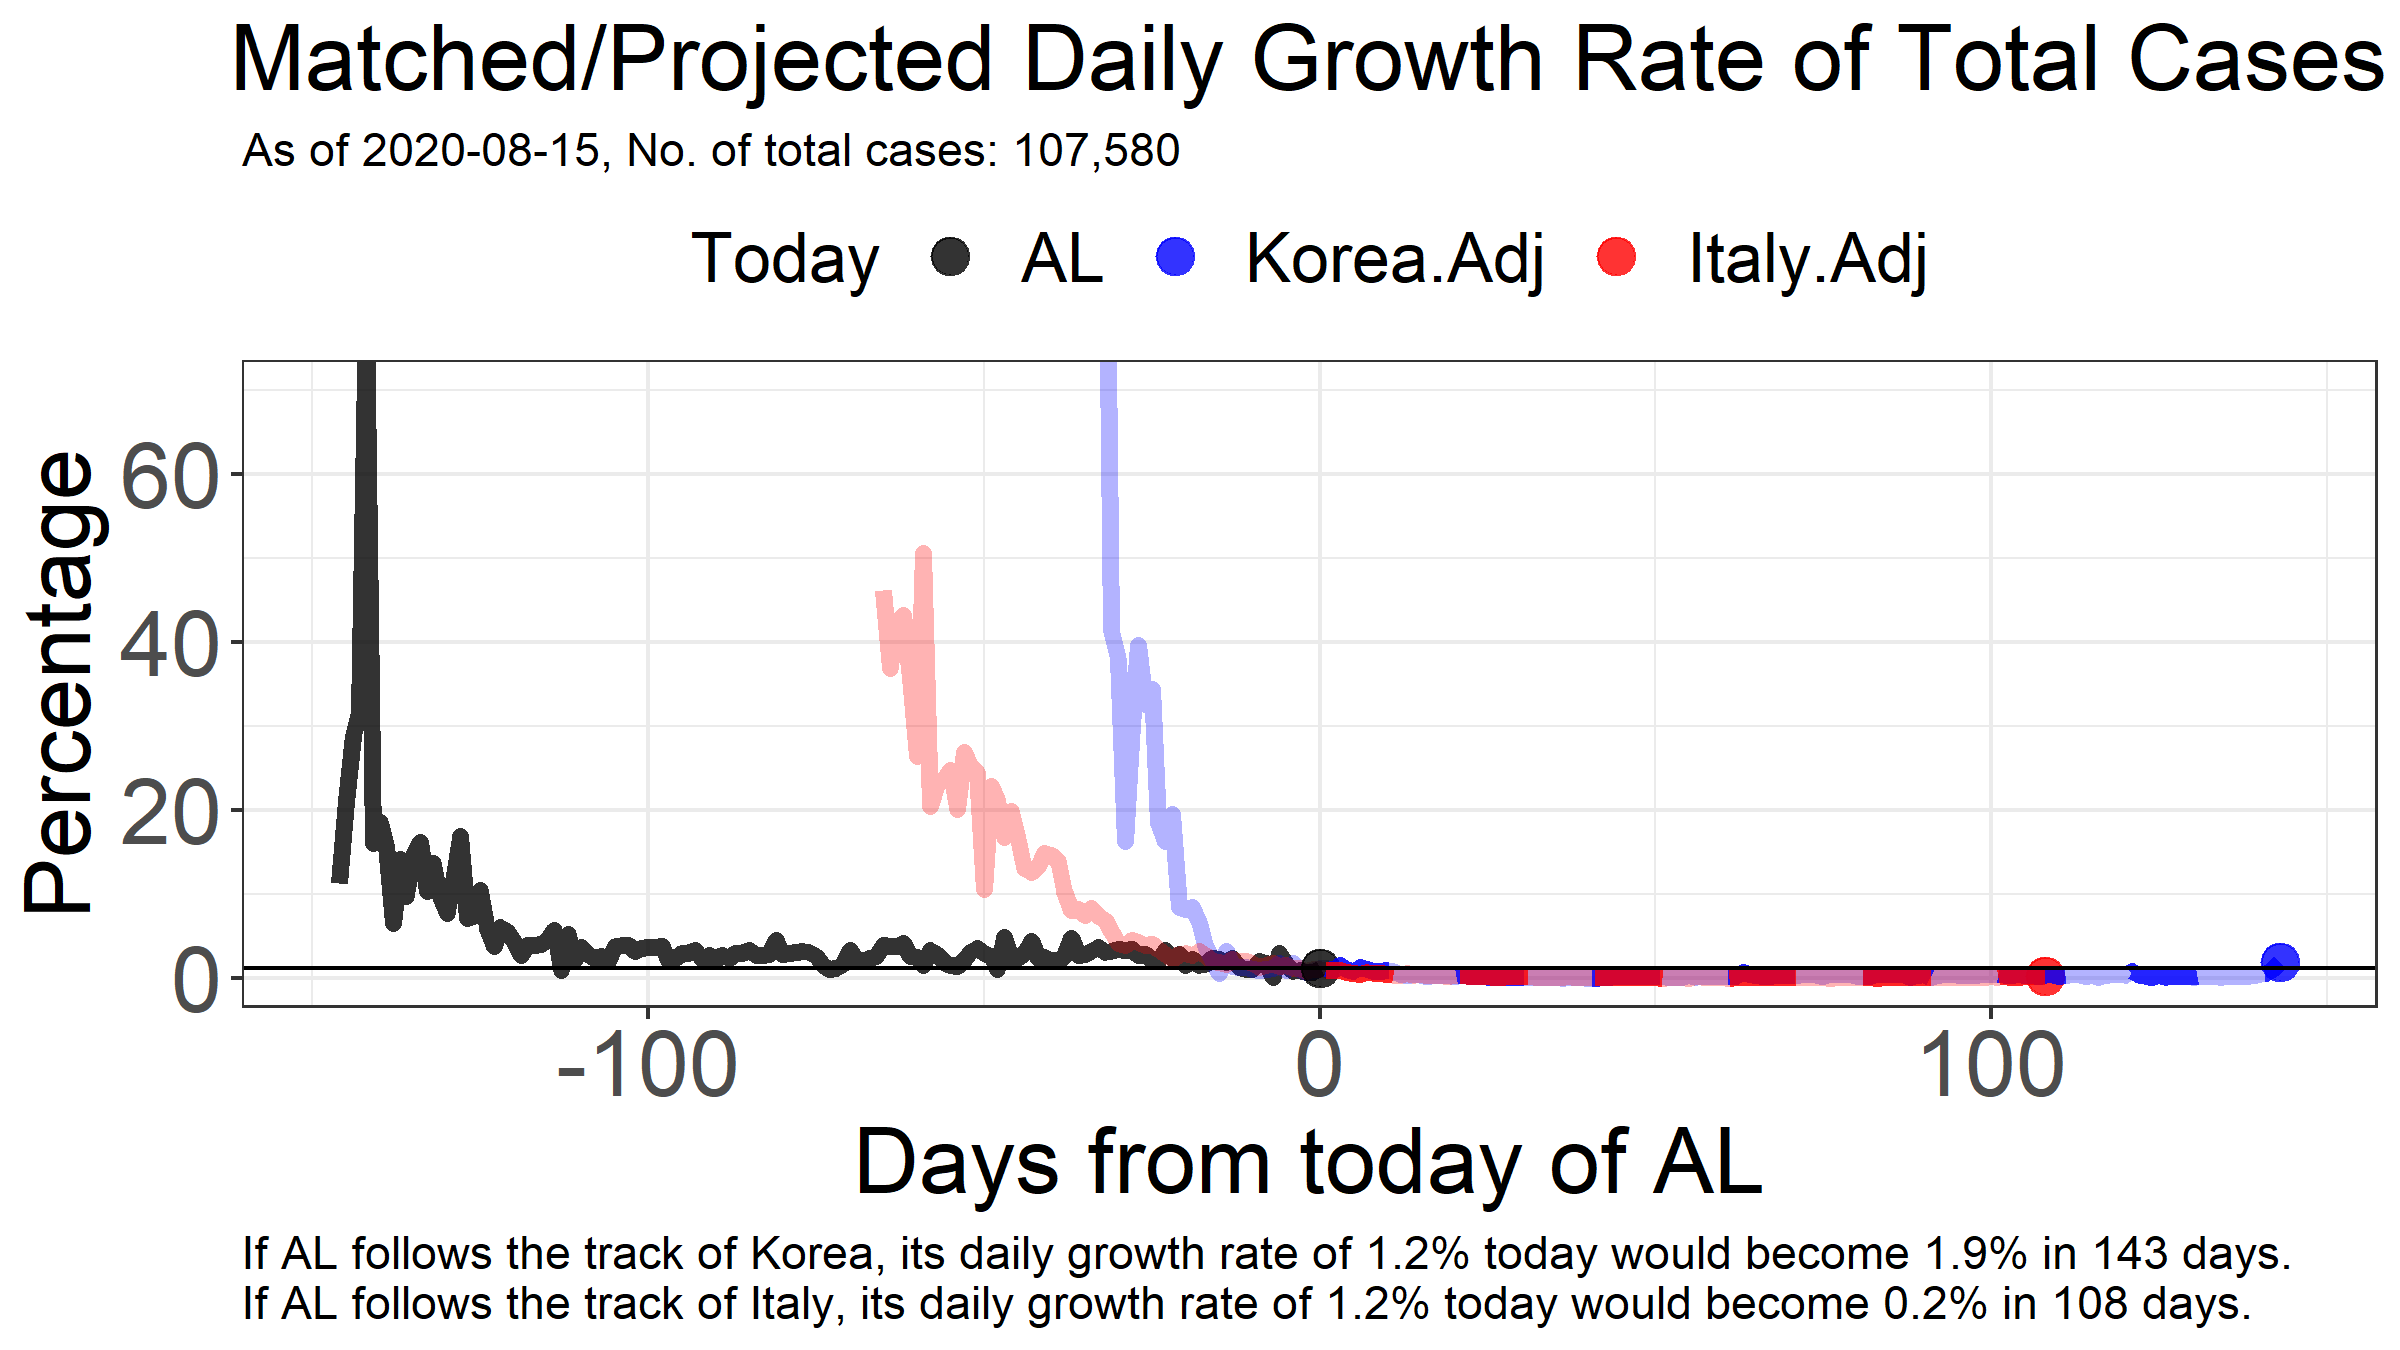 Matched/Projected Daily Growth Rate of Total Cases
As of 2020-08-15, No. of total cases: 107,580
Today AL Korea.Adj Italy.Adj
Percentage
60
40
20
0
-100 0 100
Days from today of AL
If AL follows the track of Korea, its daily growth rate of 1.2% today would become 1.9% in 143 days.
If AL follows the track of Italy, its daily growth rate of 1.2% today would become 0.2% in 108 days.